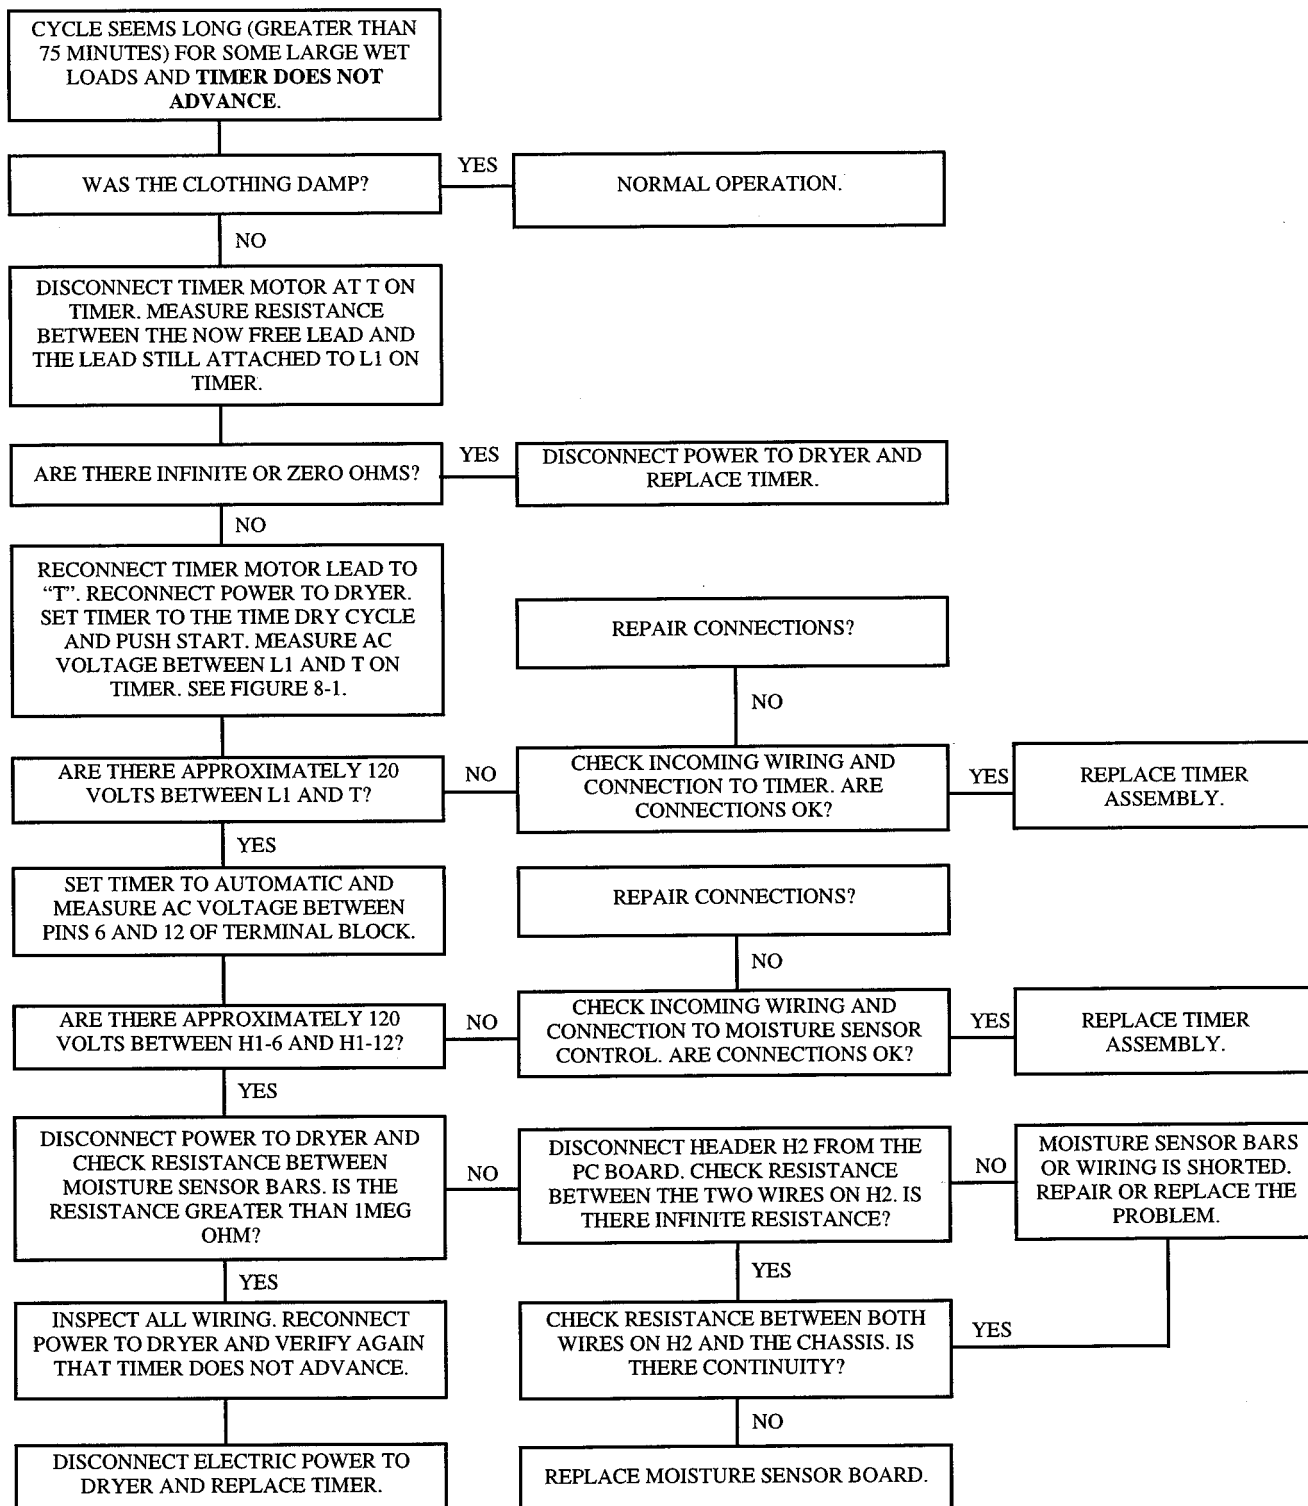 CYCLE SEEMS LONG (GREATER THAN
75 MINUTES) FOR SOME LARGE WET
LOADS AND TIMER DOES NOT
ADVANCE.
WAS THE CLOTHING DAMP?
YES
NORMAL OPERATION.
NO
DISCONNECT TIMER MOTOR AT T ON
TIMER. MEASURE RESISTANCE
BETWEEN THE NOW FREE LEAD AND
THE LEAD STILL ATTACHED TO L1 ON
TIMER.
ARE THERE INFINITE OR ZERO OHMS?
YES
DISCONNECT POWER TO DRYER AND
REPLACE TIMER.
NO
RECONNECT TIMER MOTOR LEAD TO
“T”. RECONNECT POWER TO DRYER.
SET TIMER TO THE TIME DRY CYCLE
AND PUSH START. MEASURE AC
VOLTAGE BETWEEN L1 AND T ON
TIMER. SEE FIGURE 8-1.
REPAIR CONNECTIONS?
NO
ARE THERE APPROXIMATELY 120
VOLTS BETWEEN L1 AND T?
NO
CHECK INCOMING WIRING AND
CONNECTION TO TIMER. ARE
CONNECTIONS OK?
YES
REPLACE TIMER
ASSEMBLY.
YES
SET TIMER TO AUTOMATIC AND
MEASURE AC VOLTAGE BETWEEN
PINS 6 AND 12 OF TERMINAL BLOCK.
REPAIR CONNECTIONS?
NO
ARE THERE APPROXIMATELY 120
VOLTS BETWEEN H1-6 AND H1-12?
NO
CHECK INCOMING WIRING AND
CONNECTION TO MOISTURE SENSOR
CONTROL. ARE CONNECTIONS OK?
YES
REPLACE TIMER
ASSEMBLY.
YES
DISCONNECT POWER TO DRYER AND
CHECK RESISTANCE BETWEEN
MOISTURE SENSOR BARS. IS THE
RESISTANCE GREATER THAN 1MEG
OHM?
NO
DISCONNECT HEADER H2 FROM THE
PC BOARD. CHECK RESISTANCE
BETWEEN THE TWO WIRES ON H2. IS
THERE INFINITE RESISTANCE?
NO
MOISTURE SENSOR BARS
OR WIRING IS SHORTED.
REPAIR OR REPLACE THE
PROBLEM.
YES
YES
INSPECT ALL WIRING. RECONNECT
POWER TO DRYER AND VERIFY AGAIN
THAT TIMER DOES NOT ADVANCE.
CHECK RESISTANCE BETWEEN BOTH
WIRES ON H2 AND THE CHASSIS. IS
THERE CONTINUITY?
YES
NO
DISCONNECT ELECTRIC POWER TO
DRYER AND REPLACE TIMER.
REPLACE MOISTURE SENSOR BOARD.